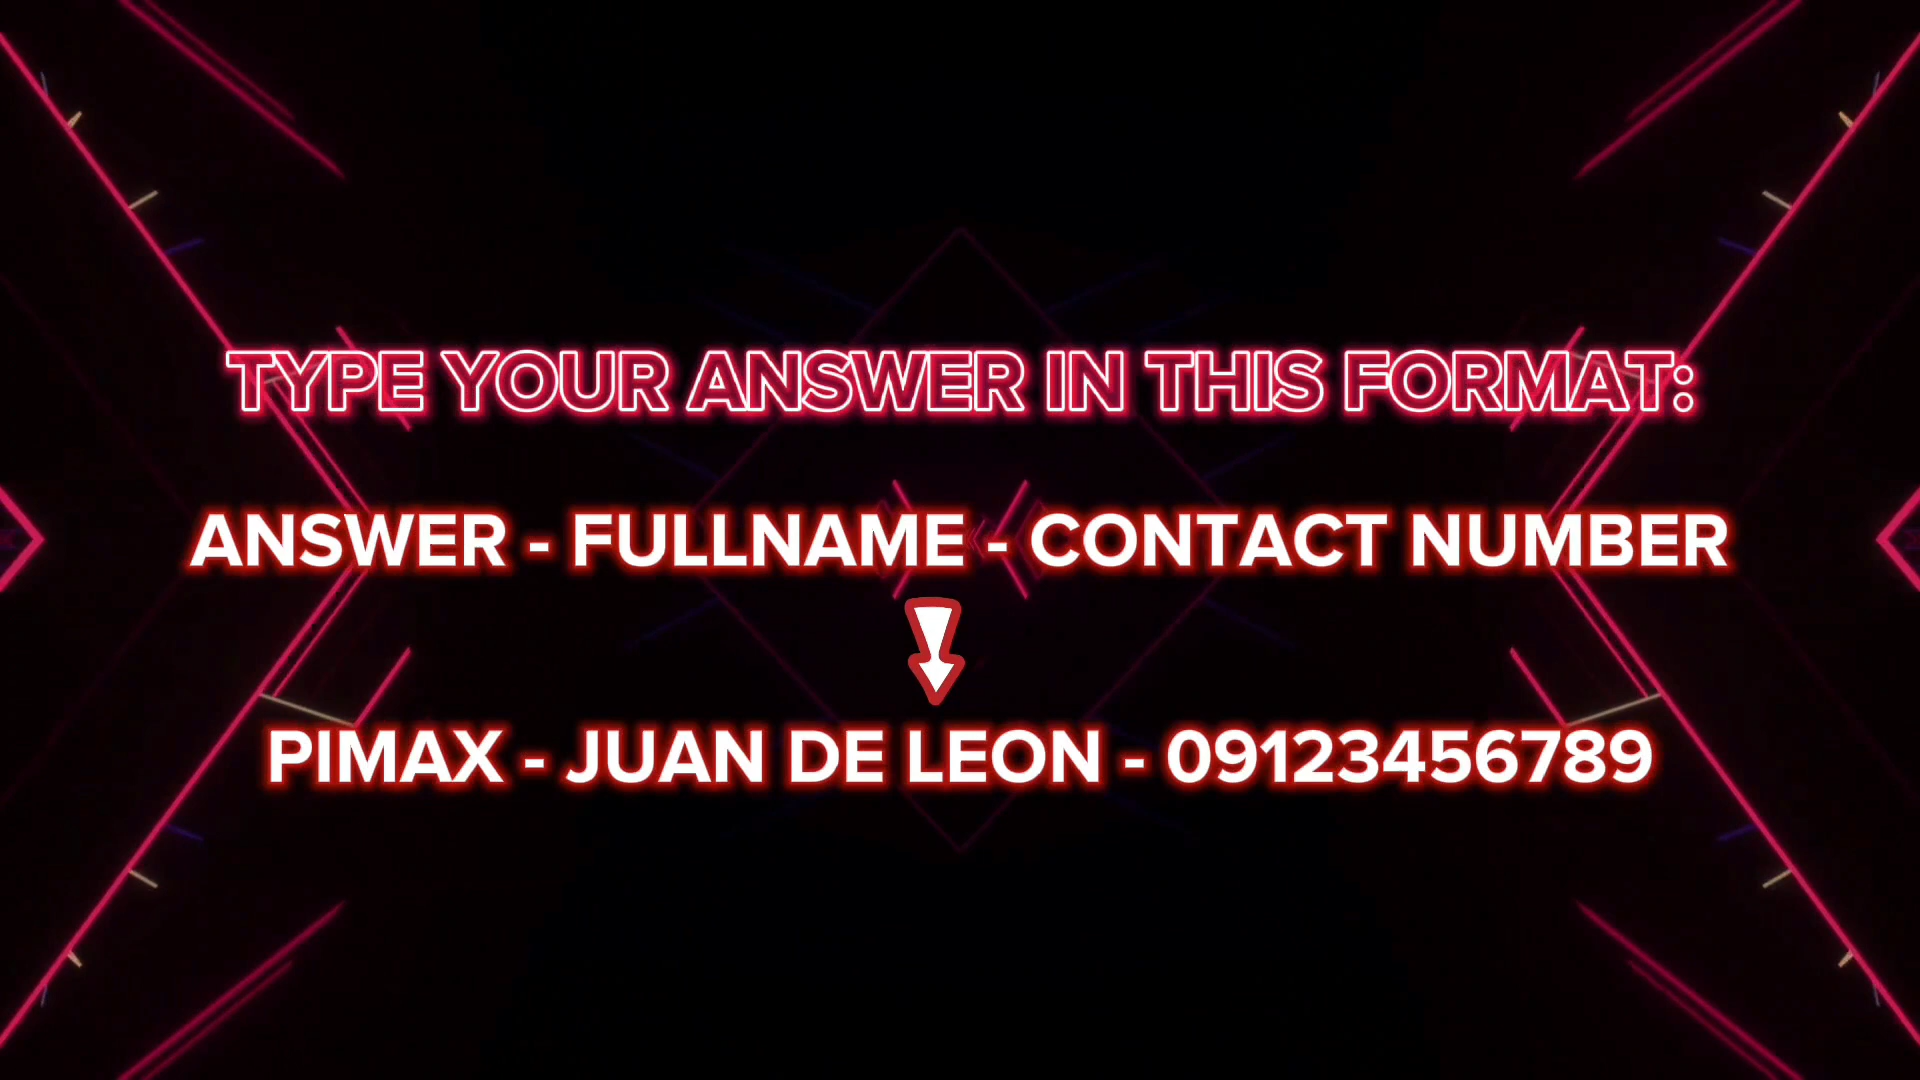 TYPE YOUR ANSWER IN THIS FORMAT:
ANSWER - FULLNAME - CONTACT NUMBER
PIMAX - JUAN DE LEON - 09123456789